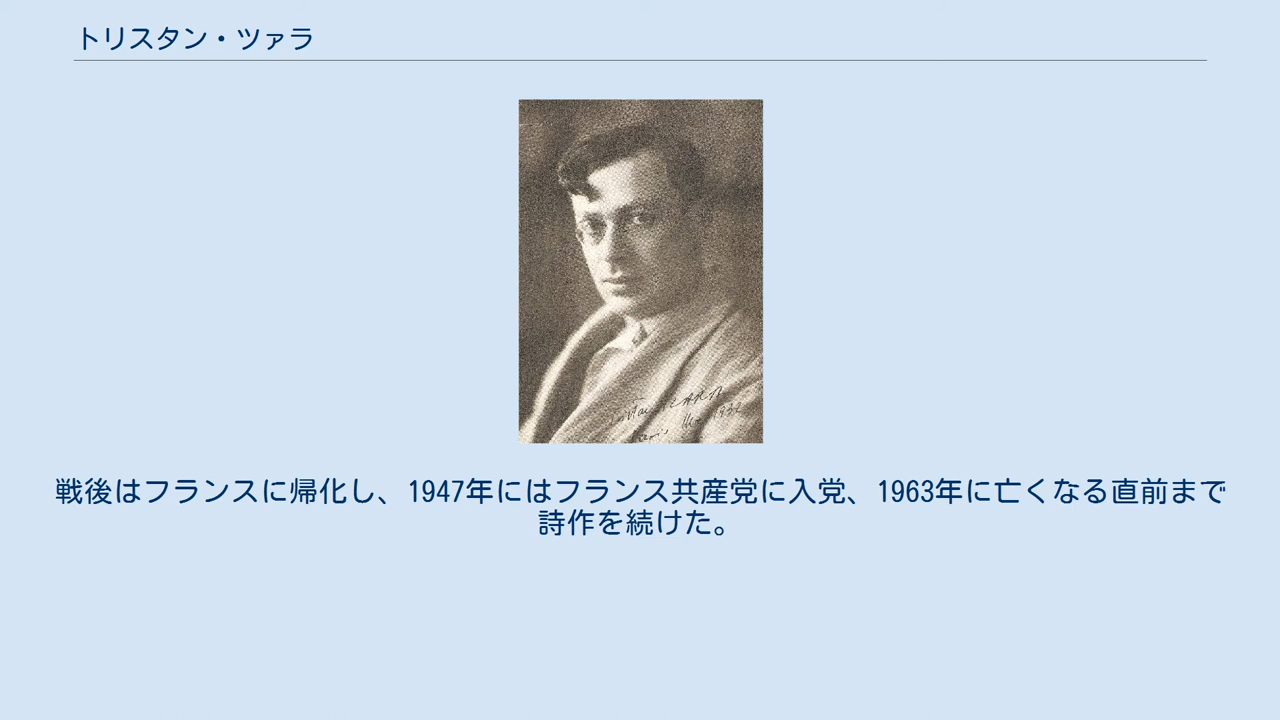 トリスタン・ツァラ
戦後はフランスに帰化し、1947年にはフランス共産党に入党、1963年に亡くなる直前まで
詩作を続けた。